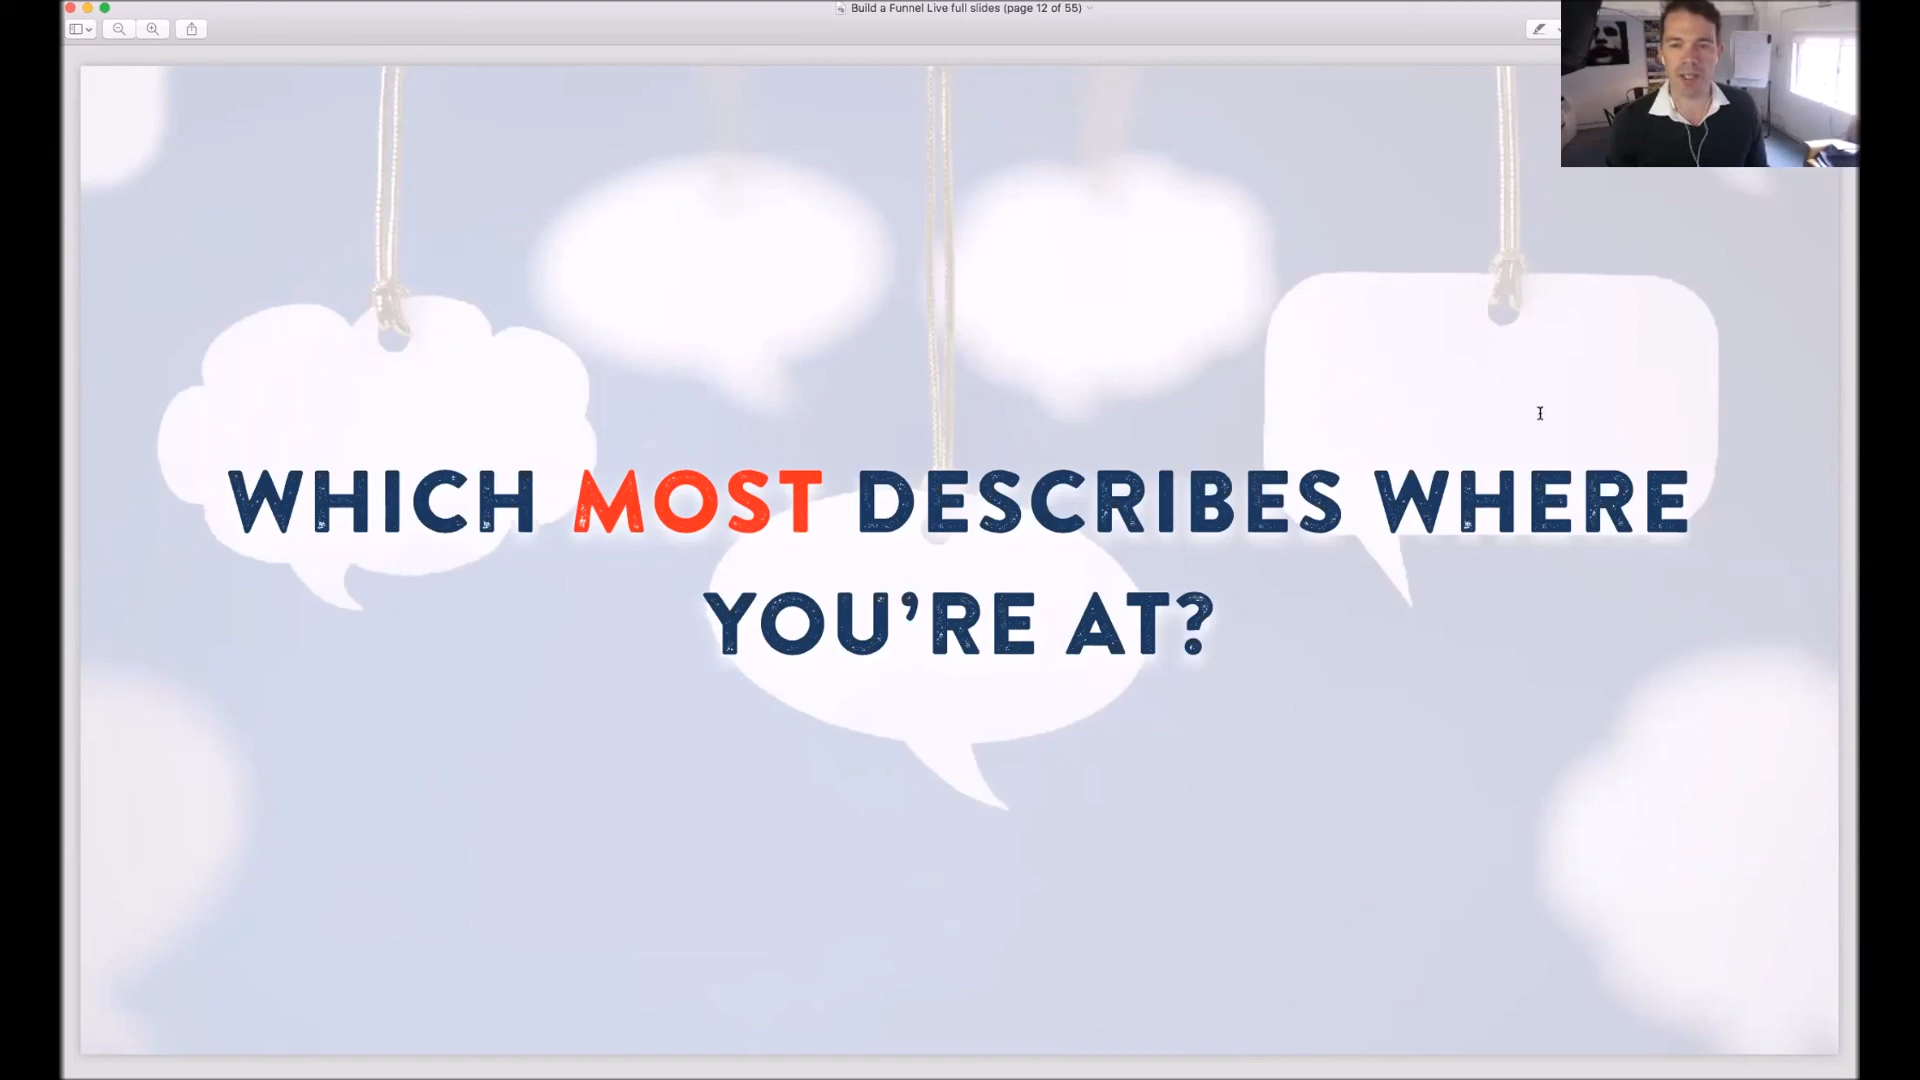 Build a Funnel Live full slides (page 12 of 55)
WHICH MOST DESCRIBES WHERE
YOU'RE AT?